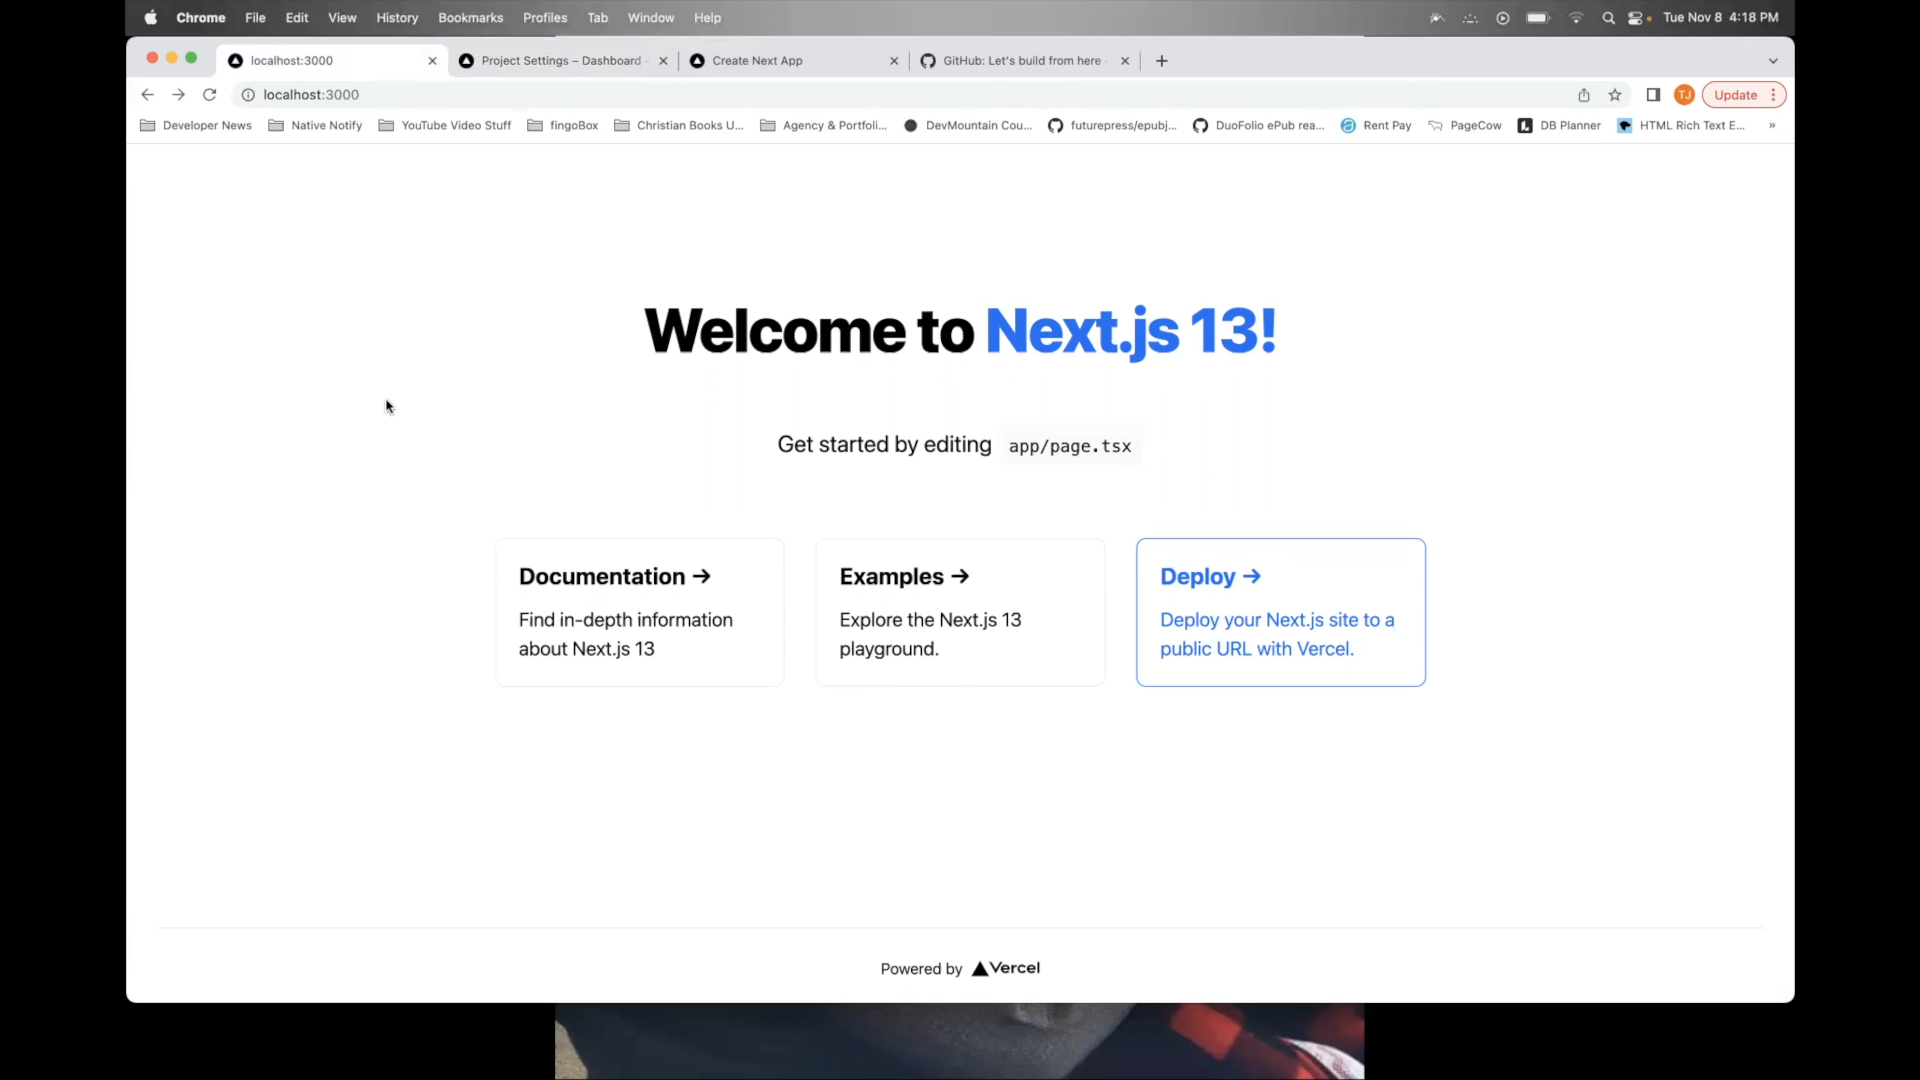 Chrome File Edit View History Bookmarks Profiles Tab Window Help Tue Nov 8 4:18 PM
localhost:3000 Project Settings – Dashboard Create Next App GitHub: Let's build from here
localhost:3000 TJ Update
Developer News Native Notify YouTube Video Stuff fingoBox Christian Books U... Agency & Portfoli... DevMountain Cou... futurepress/epubj... DuoFolio ePub rea... Rent Pay PageCow DB Planner HTML Rich Text E... »
Welcome to Next.js 13!
Get started by editing app/page.tsx
Documentation →
Find in-depth information
about Next.js 13
Examples →
Explore the Next.js 13
playground.
Deploy →
Deploy your Next.js site to a
public URL with Vercel.
Powered by Vercel